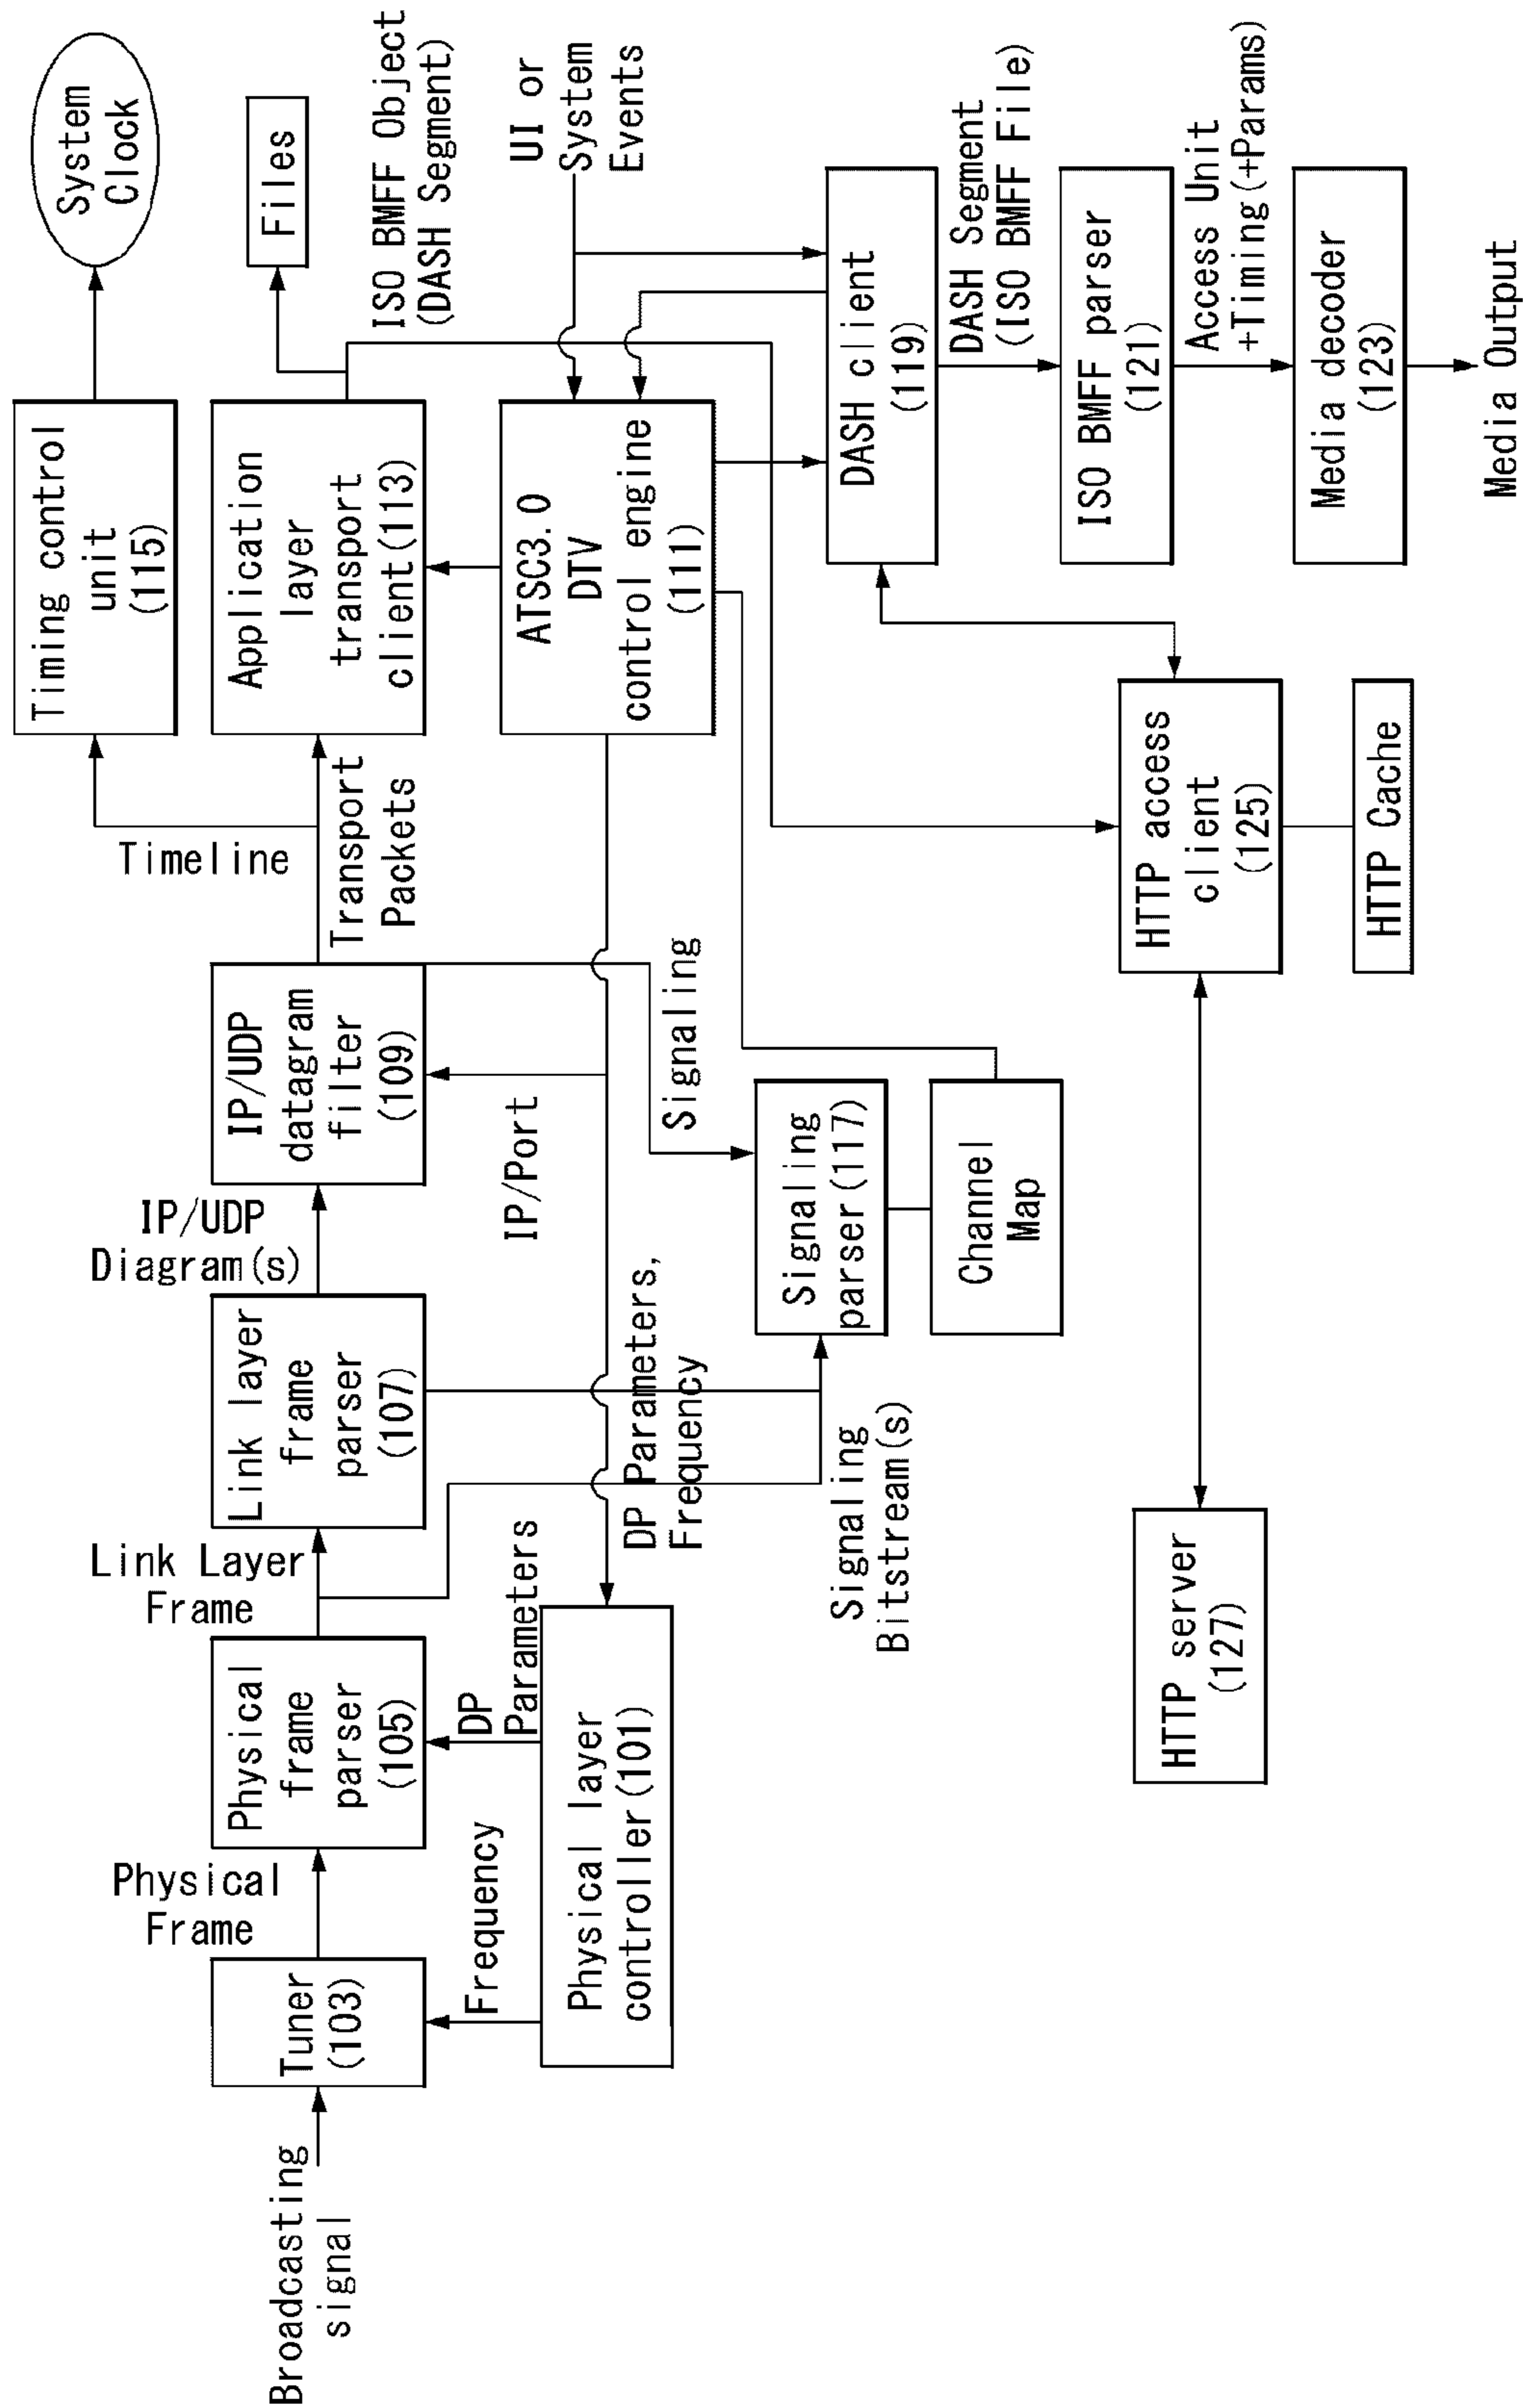 Broadcasting
signal
Tuner
(103)
Physical
Frame
Physical
frame
parser
(105)
Link Layer
Frame
Link layer
frame
parser
(107)
IP/UDP
Diagram(s)
IP/UDP
datagram
filter
(109)
Timeline
Transport
Packets
Timing control
unit
(115)
System
Clock
Application
layer
transport
client(113)
Files
ISO BMFF Object
(DASH Segment)
Frequency
DP
Parameters
Physical layer
controller(101)
DP Parameters,
Frequency
IP/Port
Signaling
ATSC3.0
DTV
control engine
(111)
UI or
System
Events
Signaling
Bitstream(s)
Signaling
parser(117)
Channel
Map
DASH client
(119)
DASH Segment
(ISO BMFF File)
ISO BMFF parser
(121)
Access Unit
+Timing(+Params)
Media decoder
(123)
Media Output
HTTP server
(127)
HTTP access
client
(125)
HTTP Cache